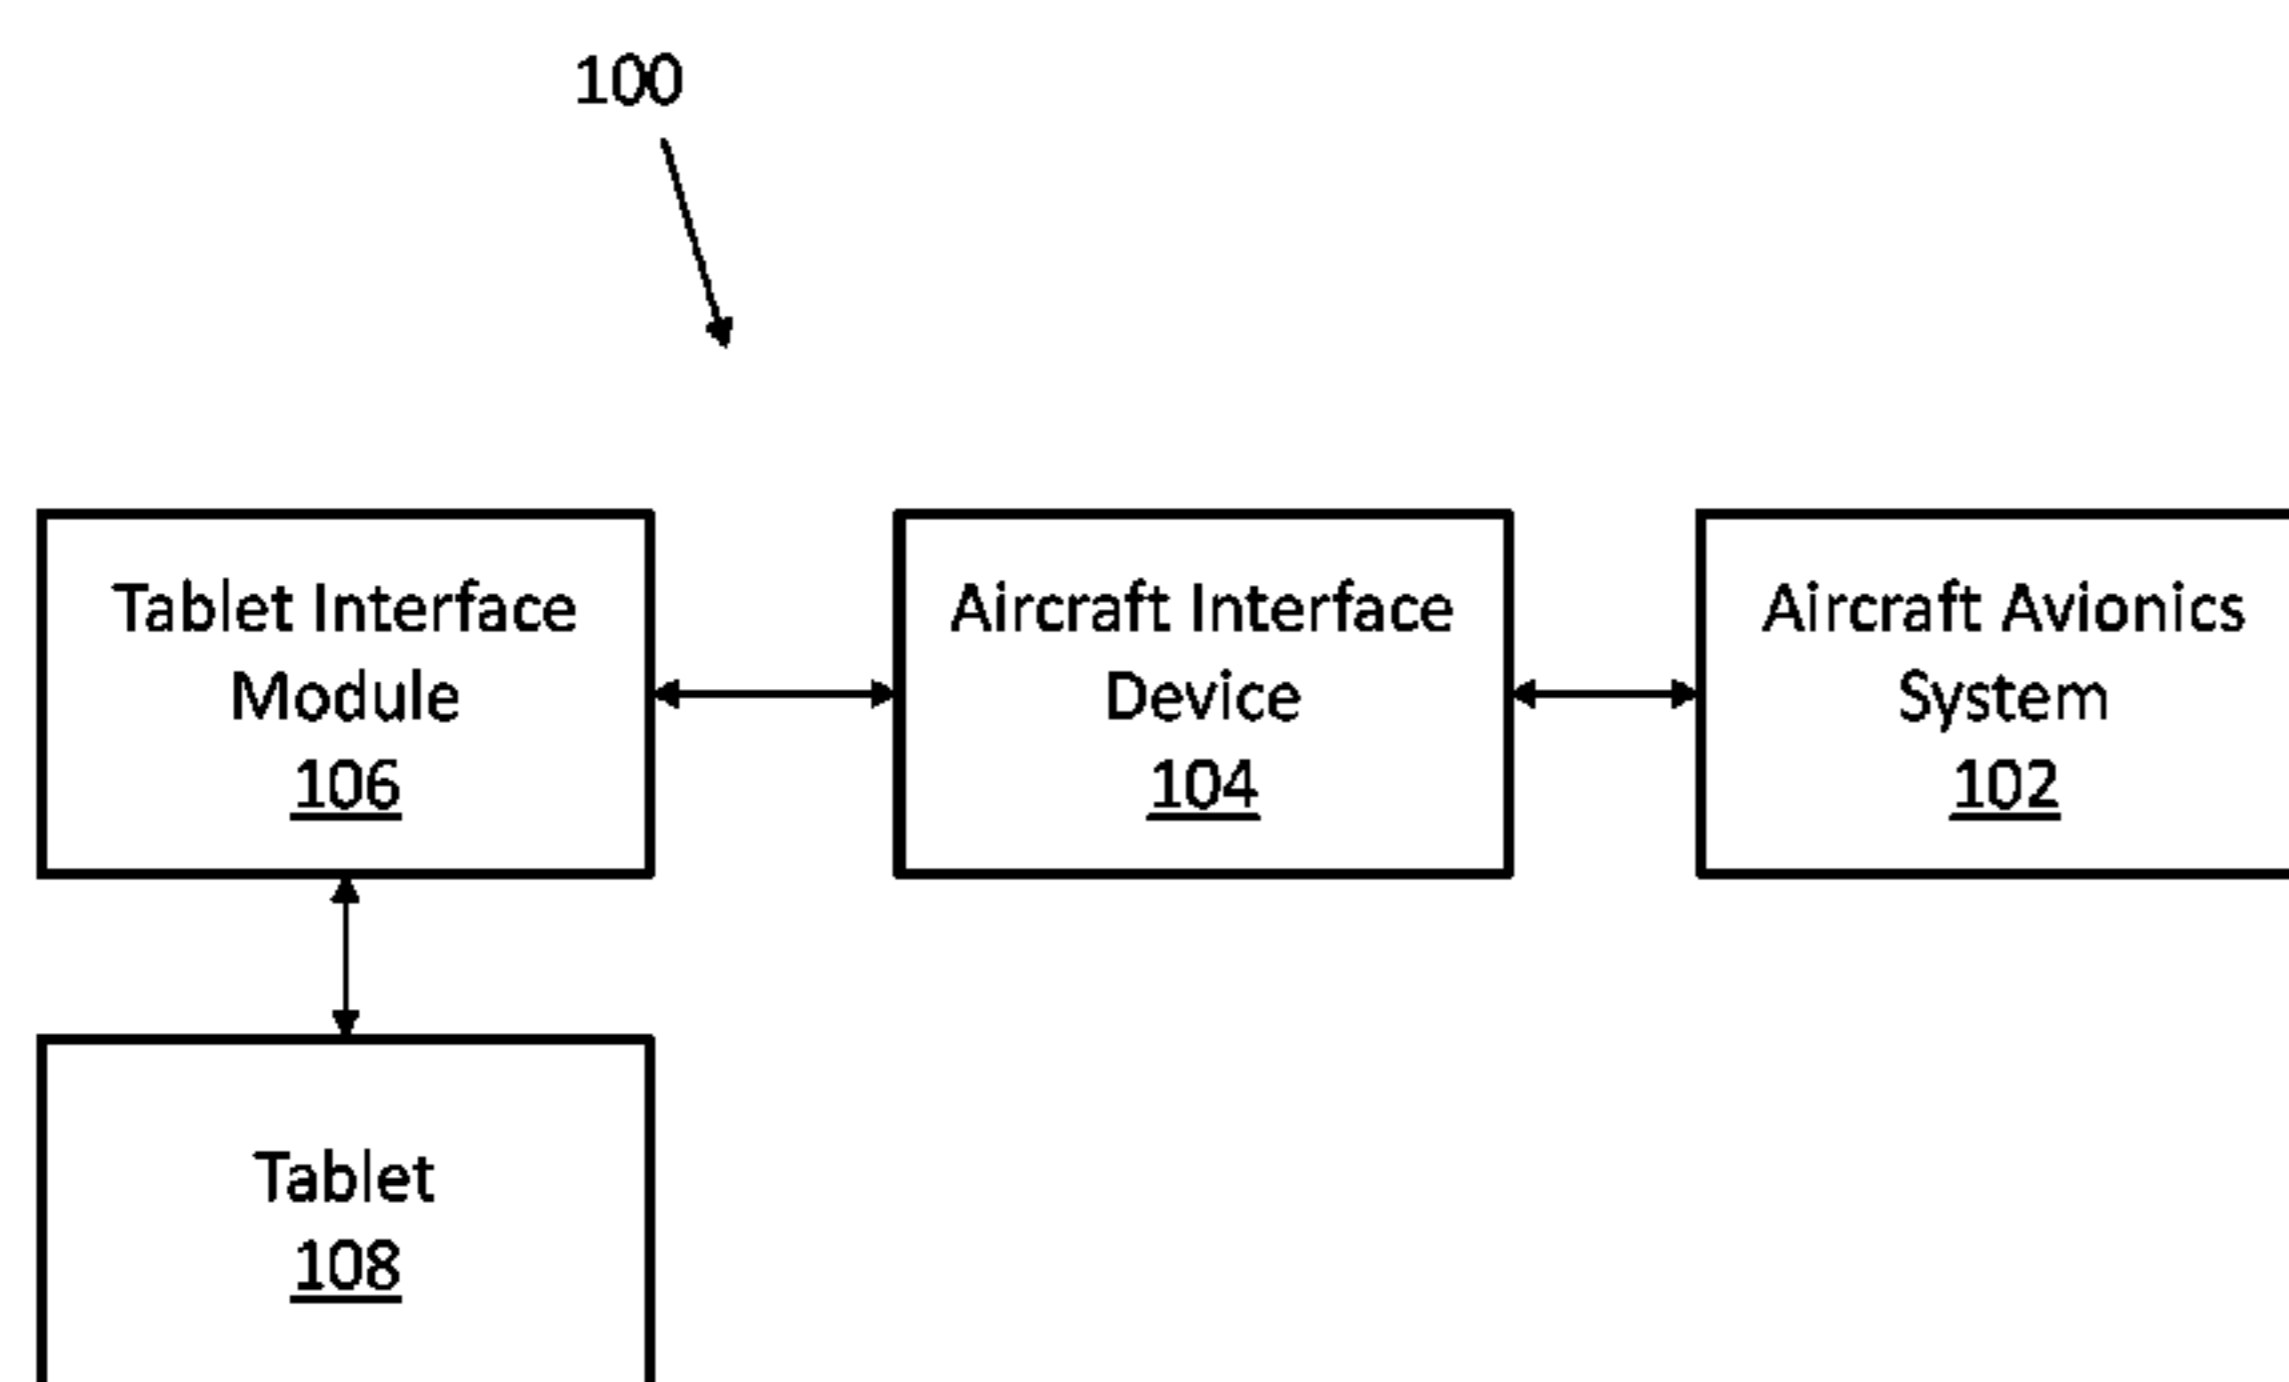 100
Tablet Interface
Module
106
Aircraft Interface
Device
104
Aircraft Avionics
System
102
Tablet
108